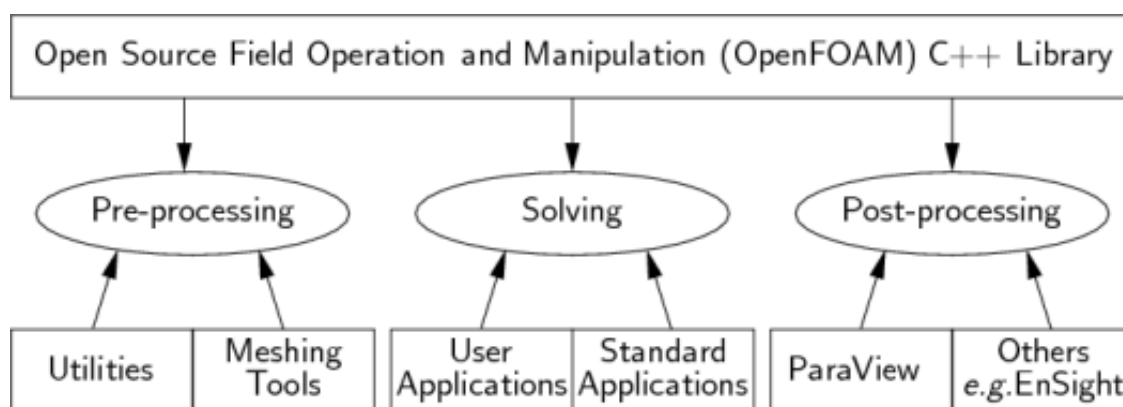 Open Source Field Operation and Manipulation (OpenFOAM) C++ Library
Pre-processing
Solving
Post-processing
Utilities
Meshing
Tools
User
Applications
Standard
Applications
ParaView
Others
e.g.EnSight